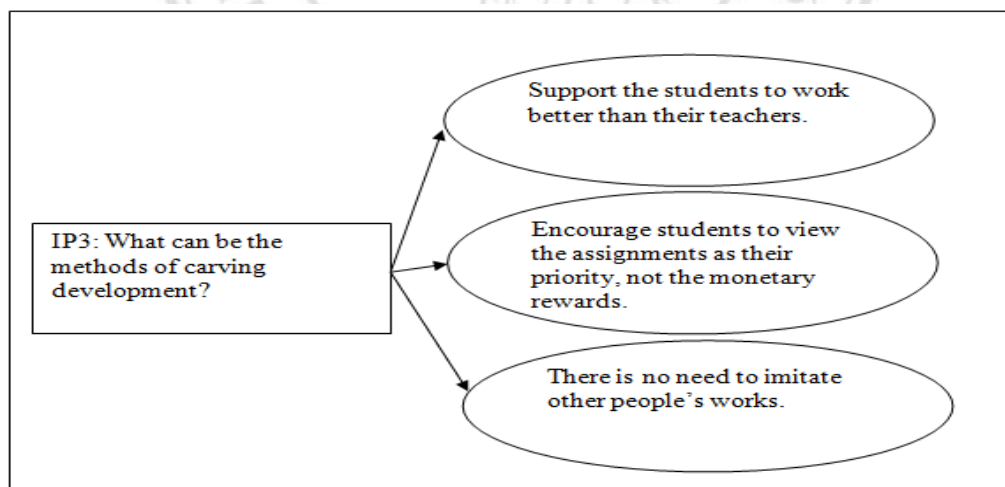 Support the students to work
better than their teachers.
IP3: What can be the
methods of carving
development?
Encourage students to view
the assignments as their
priority, not the monetary
rewards.
There is no need to imitate
other people’s works.